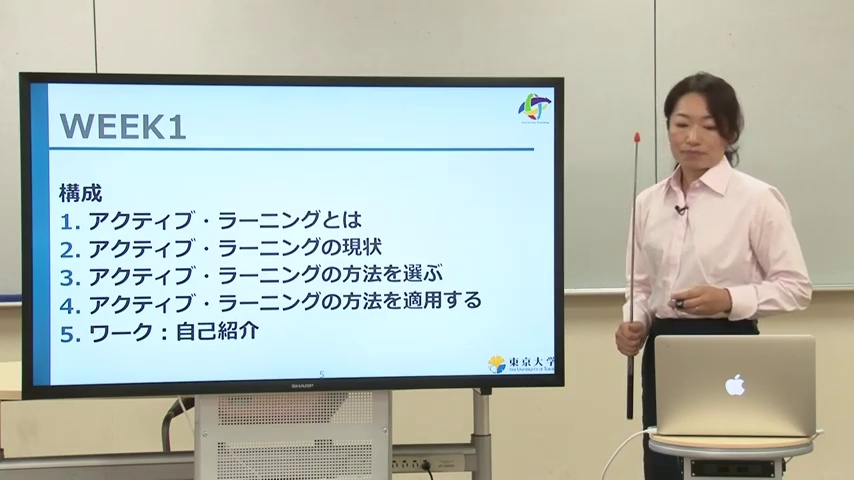 WEEK1
構成
1. アクティブ・ラーニングとは
2. アクティブ・ラーニングの現状
3. アクティブ・ラーニングの方法を選ぶ
4. アクティブ・ラーニングの方法を適用する
5. ワーク：自己紹介
5
東京大学
SHARP